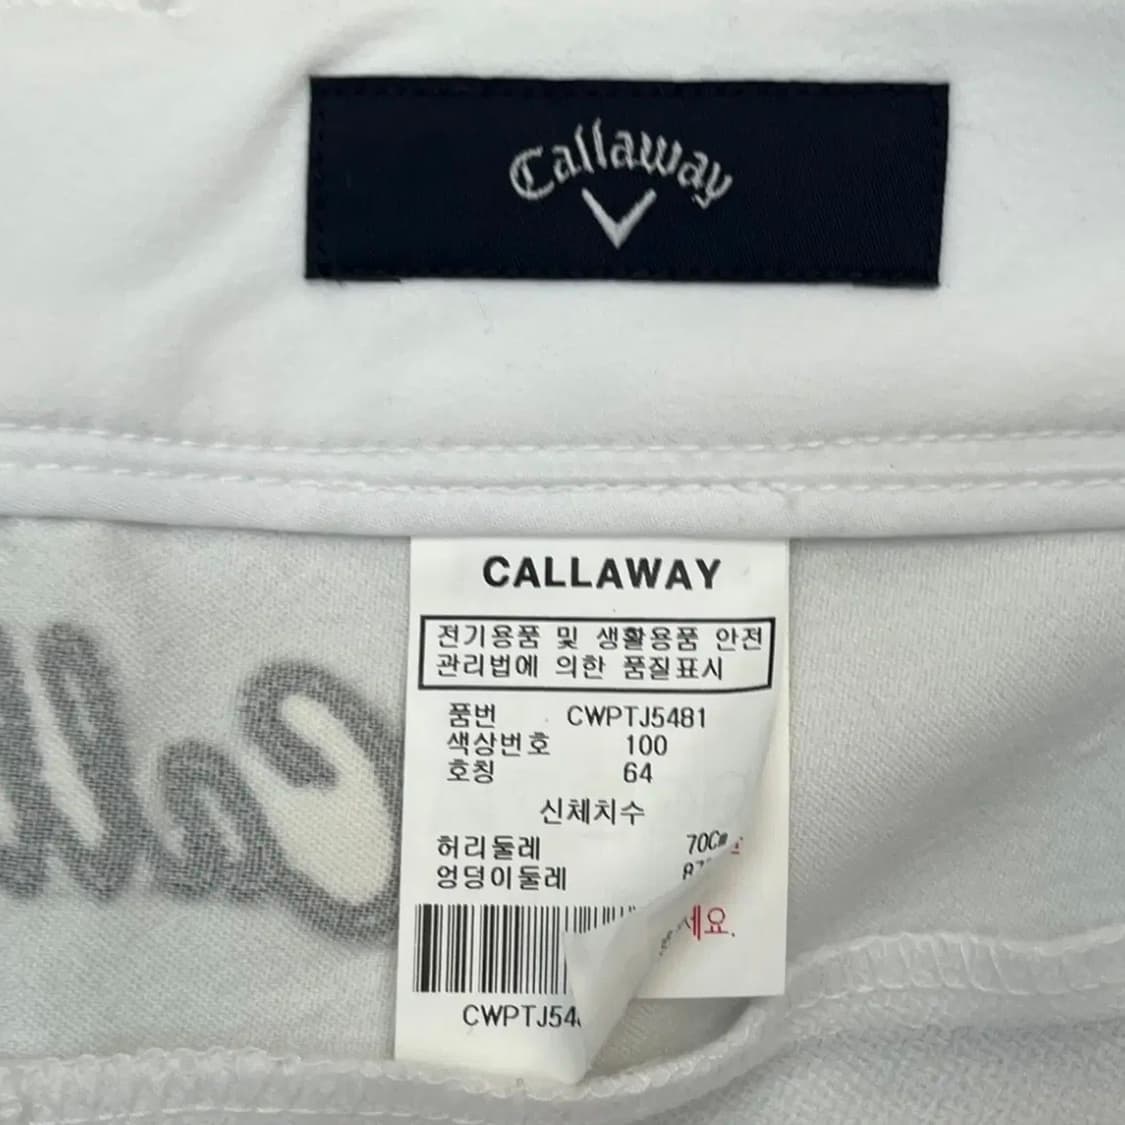 Callaway
CALLAWAY
전기용품 및 생활용품 안전
관리법에 의한 품질표시
품번 CWPTJ5481
색상번호 100
호칭 64
신체치수
허리둘레 70Cm
엉덩이둘레
세요.
CWPTJ54
Call